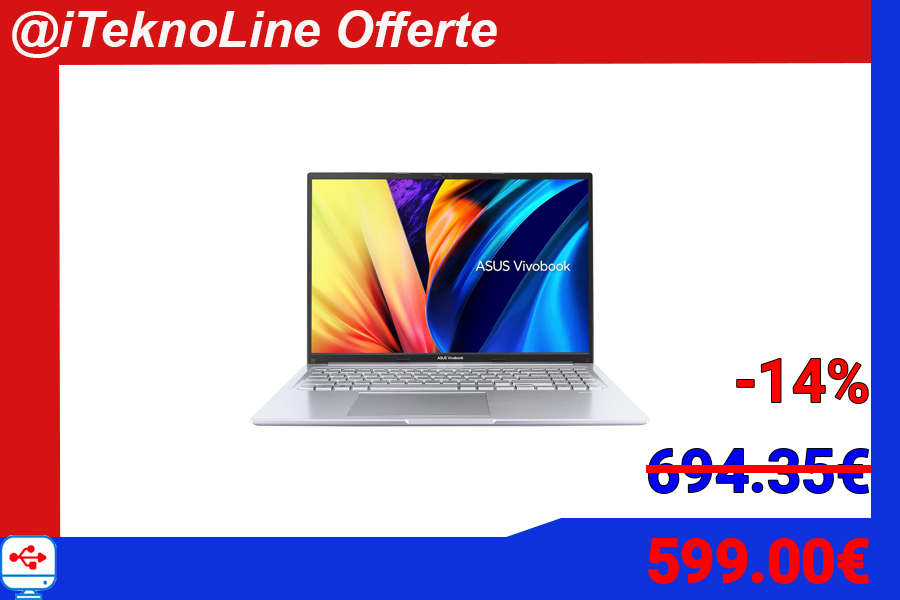 @iTeknoLine Offerte
ASUS Vivobook
ASUS Vivobook
-14%
694.35€
599.00€